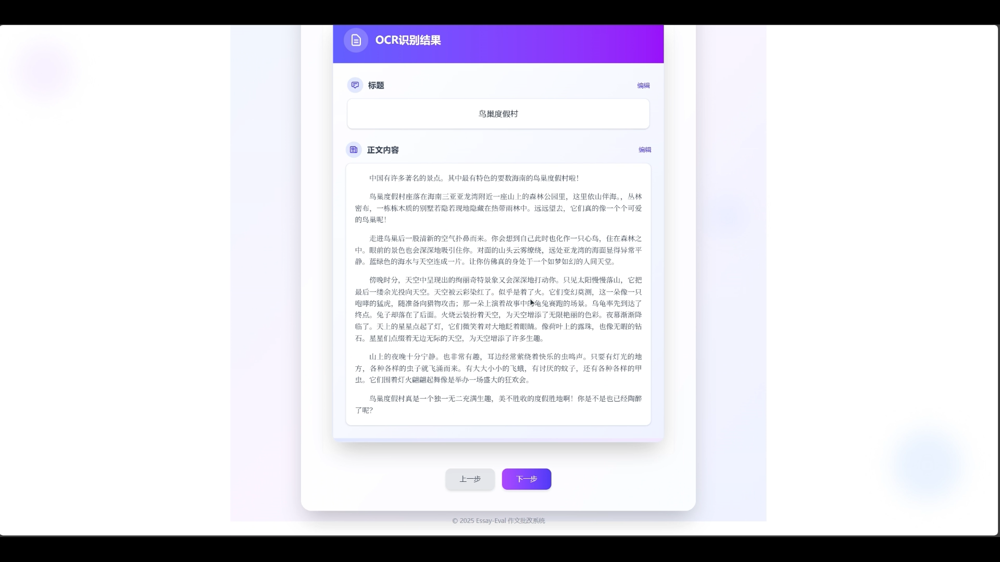 OCR识别结果
标题
编辑
鸟巢度假村
正文内容
编辑
中国有许多著名的景点。其中最有特色的要数海南的鸟巢度假村啦！
鸟巢度假村座落在海南三亚亚龙湾附近一座山上的森林公园里，这里依山伴海。，丛林
密布，一栋栋木质的别墅若隐若现地隐藏在热带雨林中。远远望去，它们真的像一个个可爱
的鸟巢呢！
走进鸟巢后一股清新的空气扑鼻而来。你会想到自己此时也化作一只心鸟，住在森林之
中。眼前的景色也会深深地吸引住你。对面的山头云雾缭绕，远处亚龙湾的海面显得异常平
静。蓝绿色的海水与天空连成一片。让你仿佛真的身处于一个如梦如幻的人间天堂。
傍晚时分，天空中呈现出的绚丽奇特景象又会深深地打动你。只见太阳慢慢落山，它把
最后一缕余光投向天空。天空被云彩染红了。似乎是着了火。它们变幻莫测，这一朵像一只
咆哮的猛虎，随准备向猎物攻击；那一朵上演着故事中的龟兔赛跑的场景。乌龟率先到达了
终点。兔子却落在了后面。火烧云装扮着天空，为天空增添了无限艳丽的色彩。夜幕渐渐降
临了。天上的星星点起了灯，它们微笑着对大地眨着眼睛。像荷叶上的露珠，也像无暇的钻
石。星星们点缀着无边无际的天空，为天空增添了许多生趣。
山上的夜晚十分宁静。也非常有趣，耳边经常萦绕着快乐的虫鸣声。只要有灯光的地
方，各种各样的虫子就飞涌而来。有大大小小的飞蛾，有讨厌的蚊子，还有各种各样的甲
虫。它们围着灯火翩翩起舞像是举办一场盛大的狂欢会。
鸟巢度假村真是一个独一无二充满生趣，美不胜收的度假胜地啊！你是不是也已经陶醉
了呢？
上一步
下一步
© 2025 Essay-Eval 作文批改系统